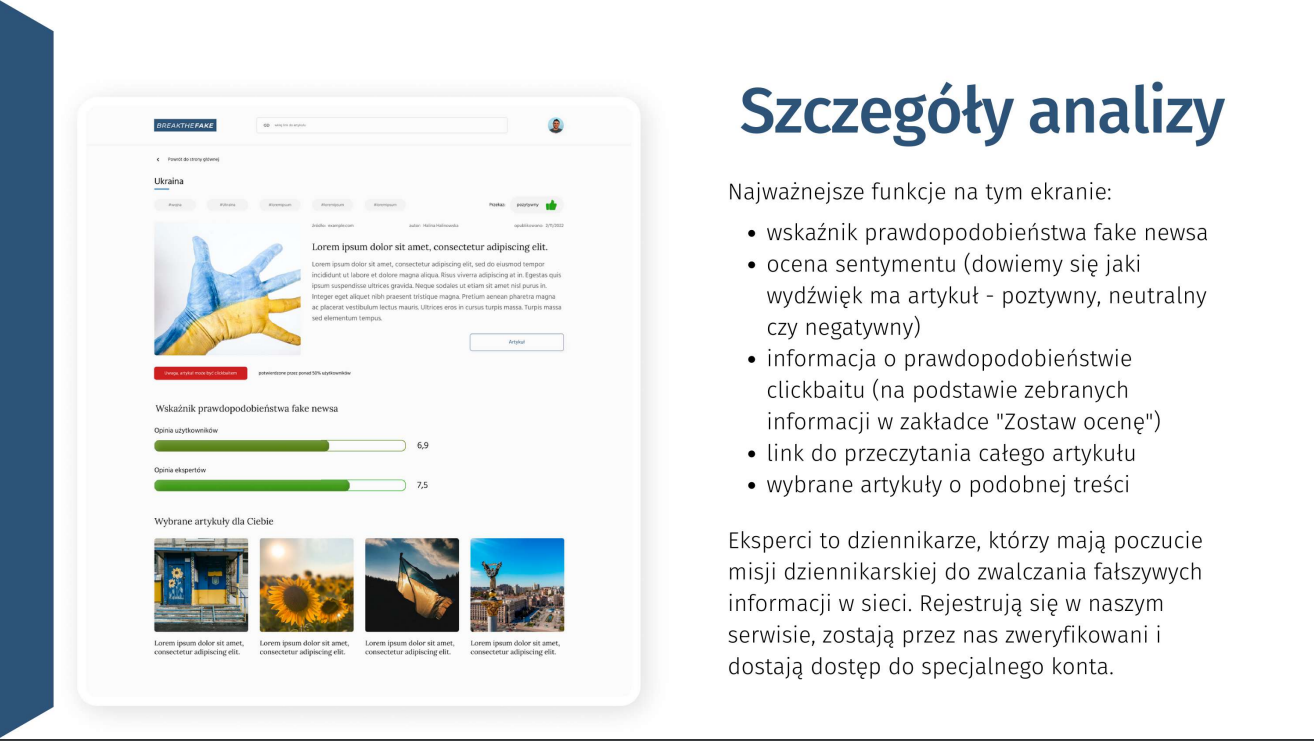 BREAKTHEFAKE
Powrót do strony głównej
Ukraina
#wojna
#Ukraina
#loremipsum
#loremipsum
#loremipsum
Przekaz:
pozytywny
źródło: example.com
autor: Halina Halinowska
opublikowano: 2/11/2022
Lorem ipsum dolor sit amet, consectetur adipiscing elit.
Lorem ipsum dolor sit amet, consectetur adipiscing elit, sed do eiusmod tempor
incididunt ut labore et dolore magna aliqua. Risus viverra adipiscing at in. Egestas quis
ipsum suspendisse ultrices gravida. Neque sodales ut etiam sit amet nisl purus in.
Integer eget aliquet nibh praesent tristique magna. Pretium aenean pharetra magna
ac placerat vestibulum lectus mauris. Ultrices eros in cursus turpis massa. Turpis massa
sed elementum tempus.
Artykuł
Uwaga, artykuł może być clickbaitem
potwierdzone przez ponad 50% użytkowników
Wskaźnik prawdopodobieństwa fake newsa
Opinia użytkowników
6,9
Opinia ekspertów
7,5
Wybrane artykuły dla Ciebie
Lorem ipsum dolor sit amet,
consectetur adipiscing elit.
Lorem ipsum dolor sit amet,
consectetur adipiscing elit.
Lorem ipsum dolor sit amet,
consectetur adipiscing elit.
Lorem ipsum dolor sit amet,
consectetur adipiscing elit.
Szczegóły analizy
Najważnejsze funkcje na tym ekranie:
• wskaźnik prawdopodobieństwa fake newsa
• ocena sentymentu (dowiemy się jaki
wydźwięk ma artykuł - poztywny, neutralny
czy negatywny)
• informacja o prawdopodobieństwie
clickbaitu (na podstawie zebranych
informacji w zakładce "Zostaw ocenę")
• link do przeczytania całego artykułu
• wybrane artykuły o podobnej treści
Eksperci to dziennikarze, którzy mają poczucie
misji dziennikarskiej do zwalczania fałszywych
informacji w sieci. Rejestrują się w naszym
serwisie, zostają przez nas zweryfikowani i
dostają dostęp do specjalnego konta.